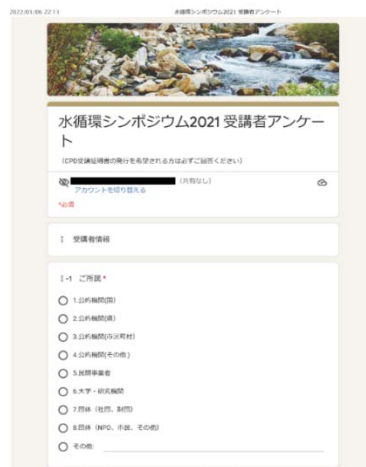 2022/03/06 22:13
水循環シンポジウム2021 受講者アンケート
水循環シンポジウム2021 受講者アンケー
ト
(CPD受講証明書の発行を希望される方は必ずご回答ください)
(共有なし)
アカウントを切り替える
*必須
I 受講者情報
I-1 ご所属 *
1.公的機関(国)
2.公的機関(県)
3.公的機関(市区町村)
4.公的機関(その他)
5.民間事業者
6.大学・研究機関
7.団体（社団、財団）
8.団体（NPO、市民、その他）
その他: